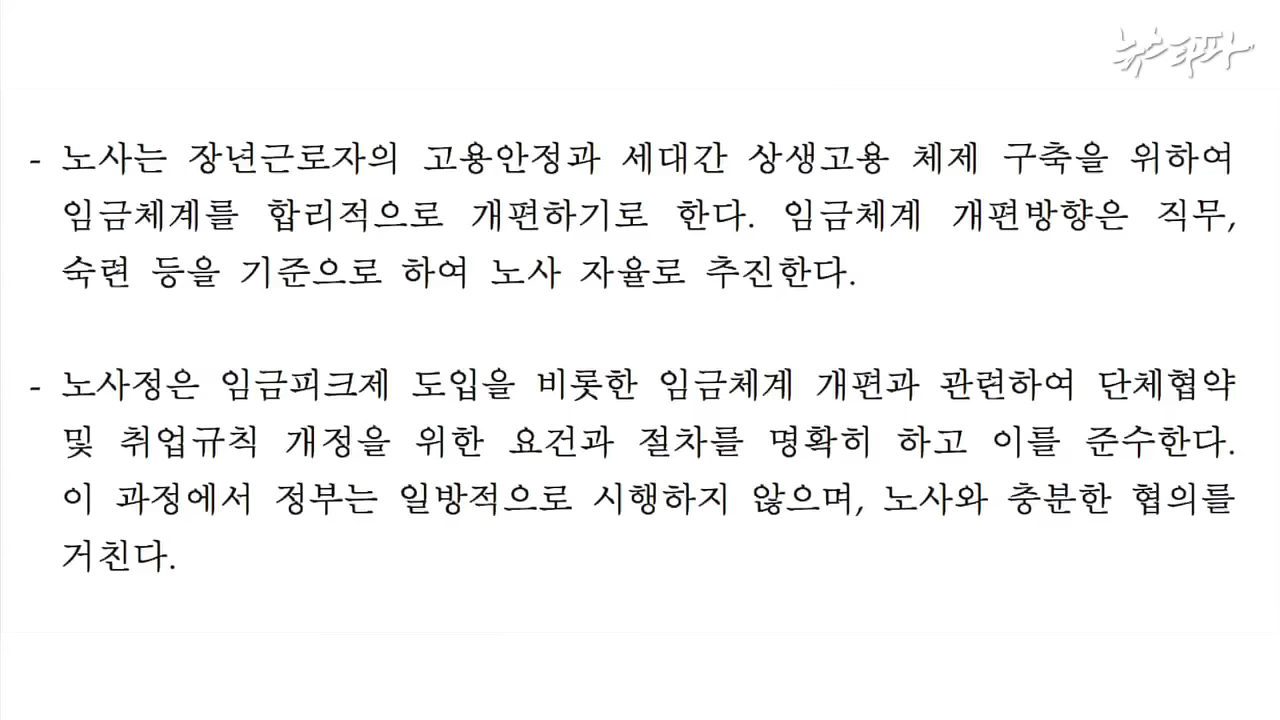 뉴스타파
- 노사는 장년근로자의 고용안정과 세대간 상생고용 체제 구축을 위하여
임금체계를 합리적으로 개편하기로 한다. 임금체계 개편방향은 직무,
숙련 등을 기준으로 하여 노사 자율로 추진한다.
- 노사정은 임금피크제 도입을 비롯한 임금체계 개편과 관련하여 단체협약
및 취업규칙 개정을 위한 요건과 절차를 명확히 하고 이를 준수한다.
이 과정에서 정부는 일방적으로 시행하지 않으며, 노사와 충분한 협의를
거친다.